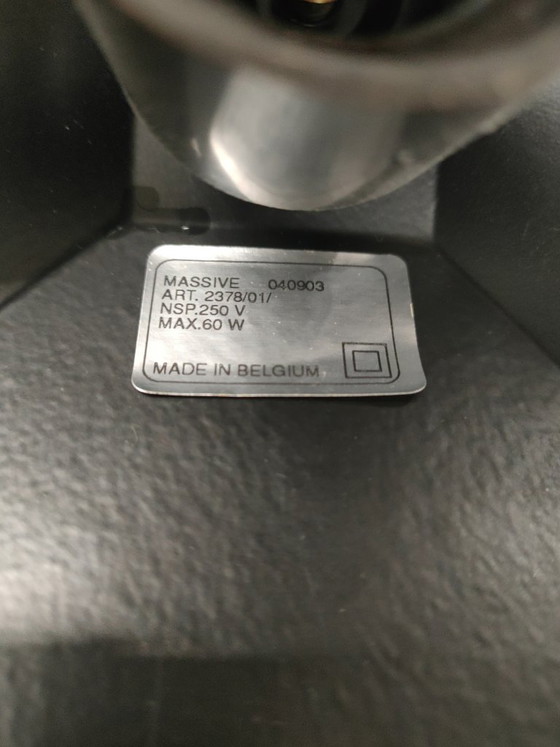 MASSIVE 040903
ART. 2378/01/
NSP.250 V
MAX.60 W
MADE IN BELGIUM